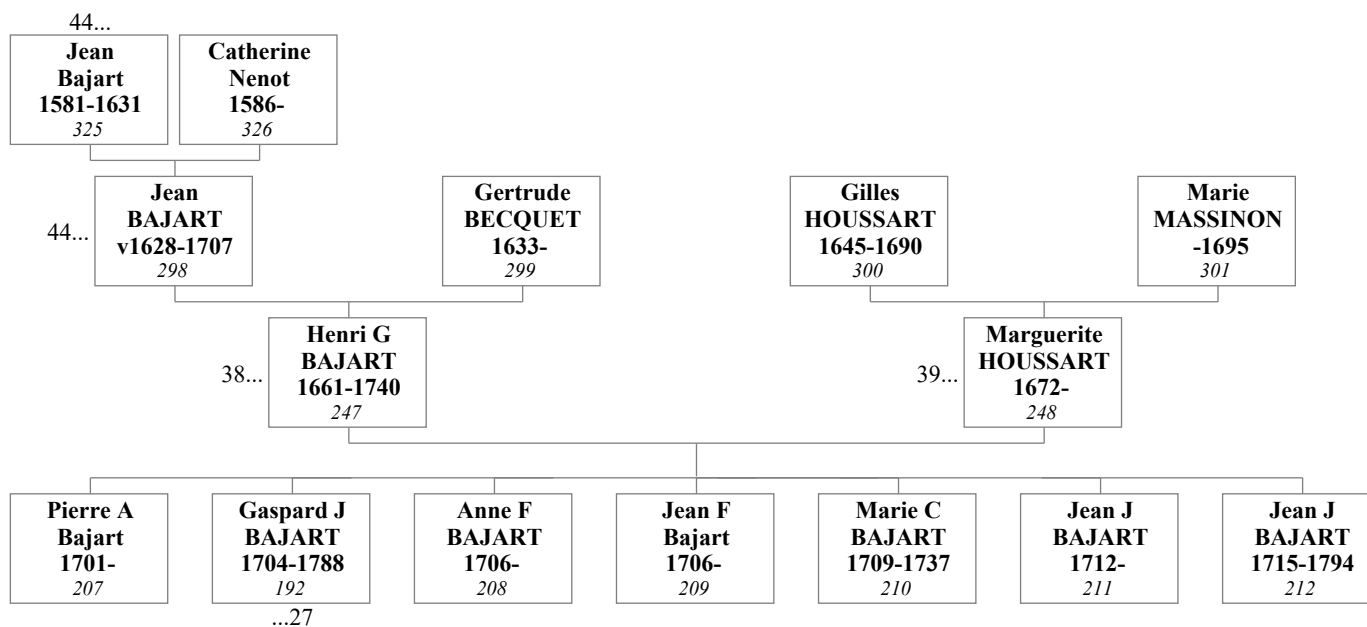 44...
Jean
Bajart
1581-1631
325
Catherine
Nenot
1586-
326
44...
Jean
BAJART
v1628-1707
298
Gertrude
BECQUET
1633-
299
Gilles
HOUSSART
1645-1690
300
Marie
MASSINON
-1695
301
38...
Henri G
BAJART
1661-1740
247
39...
Marguerite
HOUSSART
1672-
248
Pierre A
Bajart
1701-
207
Gaspard J
BAJART
1704-1788
192
...27
Anne F
BAJART
1706-
208
Jean F
Bajart
1706-
209
Marie C
BAJART
1709-1737
210
Jean J
BAJART
1712-
211
Jean J
BAJART
1715-1794
212